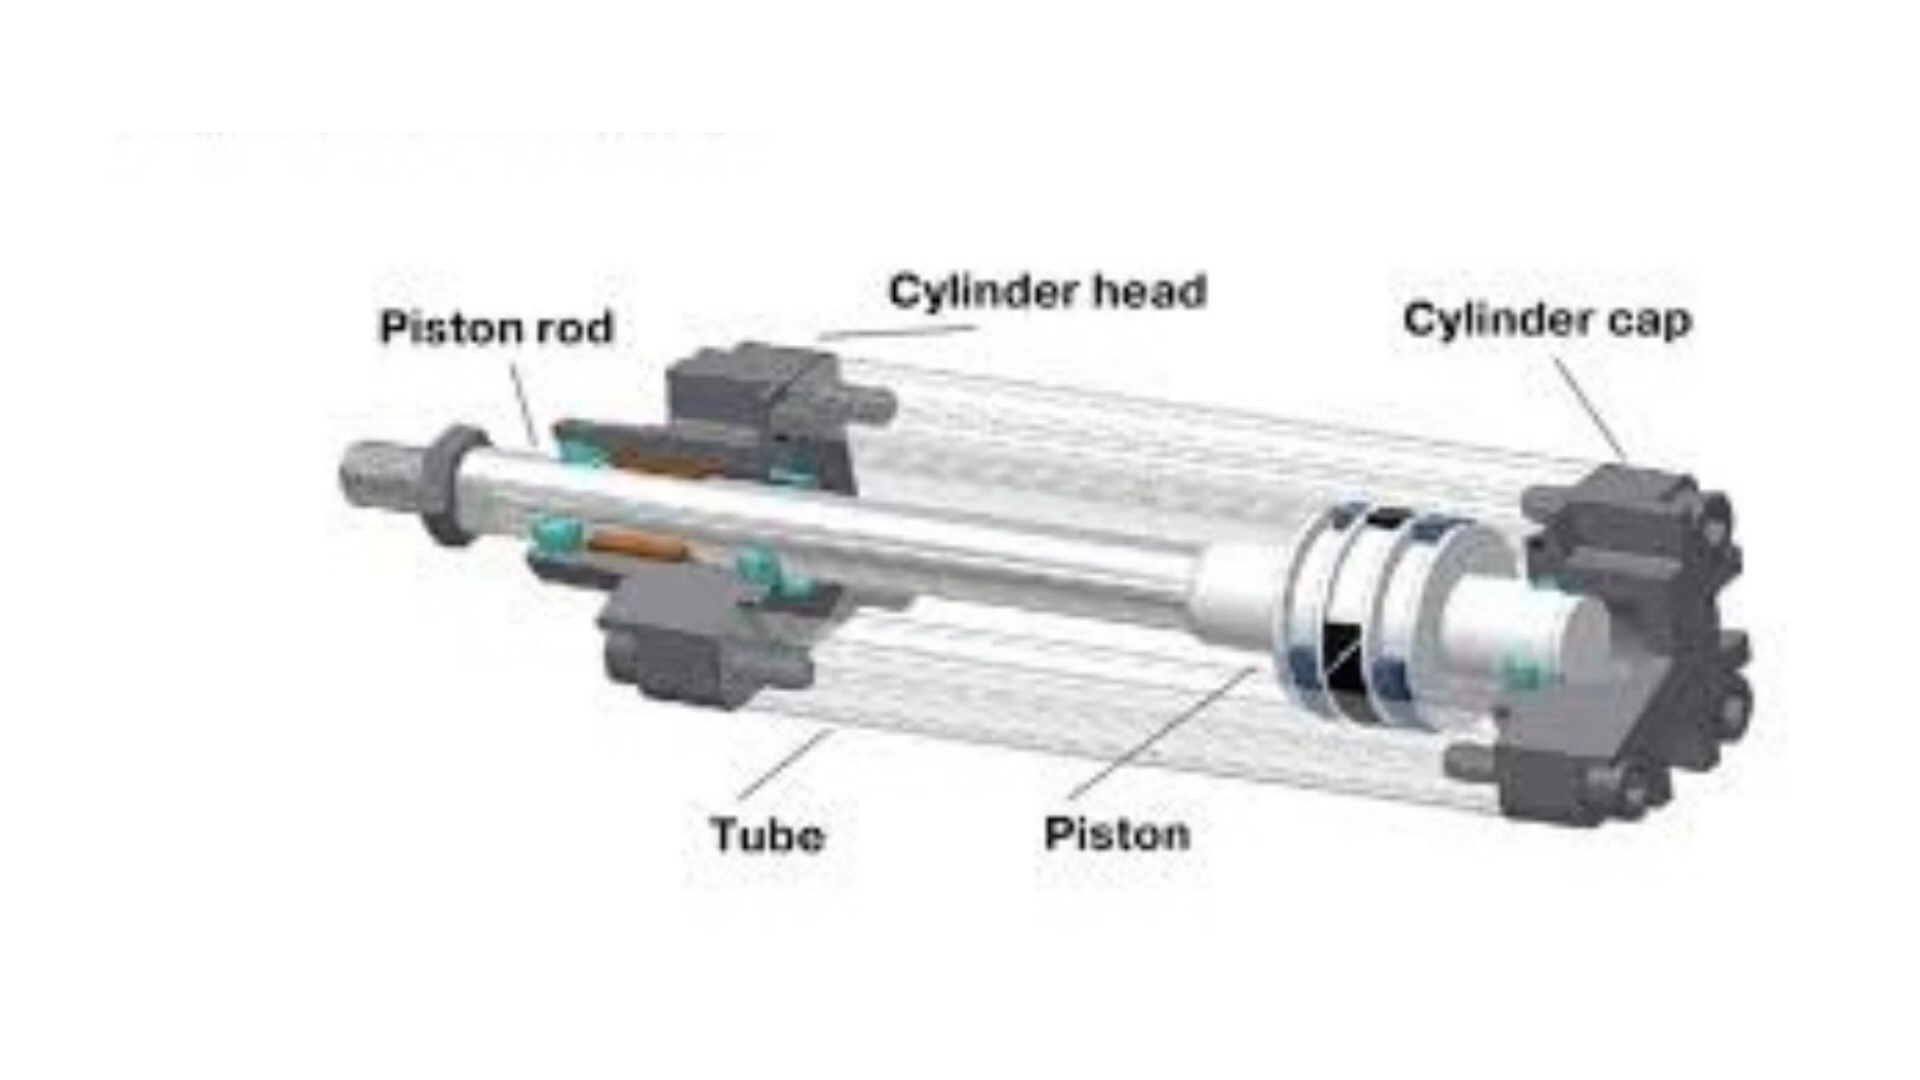 Cylinder head
Piston rod
Cylinder cap
Tube
Piston